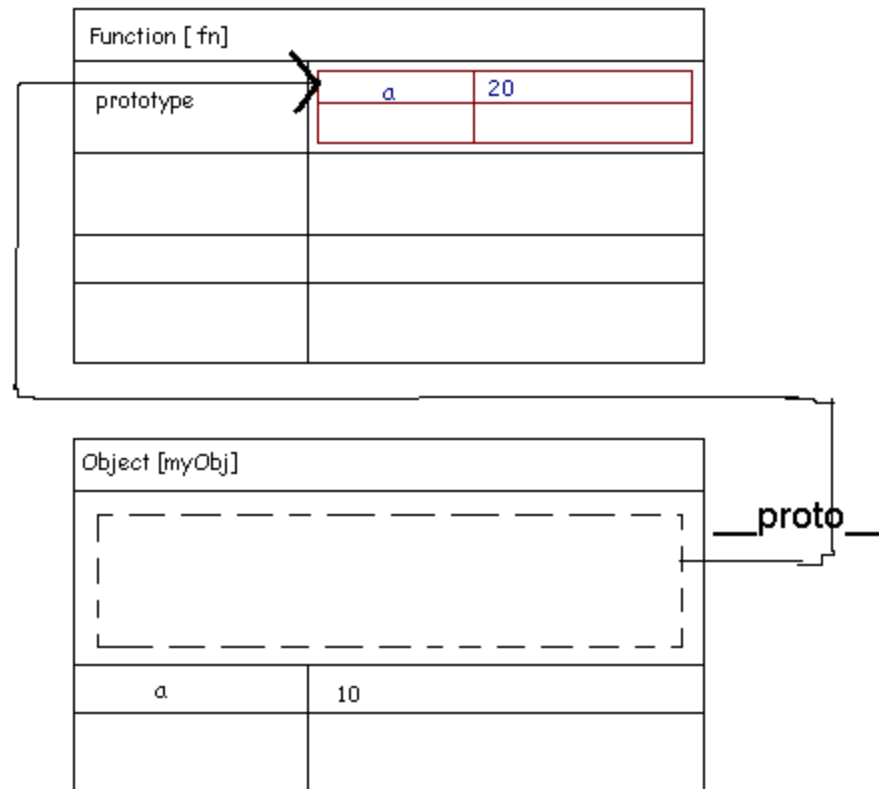 Function [ fn]
prototype
a 20
Object [myObj]
__proto__
a 10